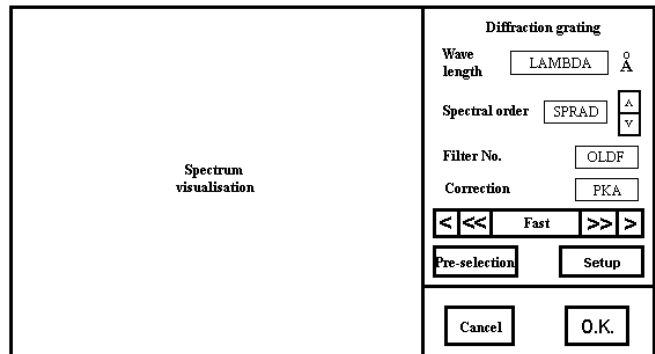 Spectrum
visualisation
Diffraction grating
Wave
length
LAMBDA
Å
Spectral order
SPRAD
Λ
V
Filter No.
OLDF
Correction
PKA
< << Fast >> >
Pre-selection
Setup
Cancel
O.K.